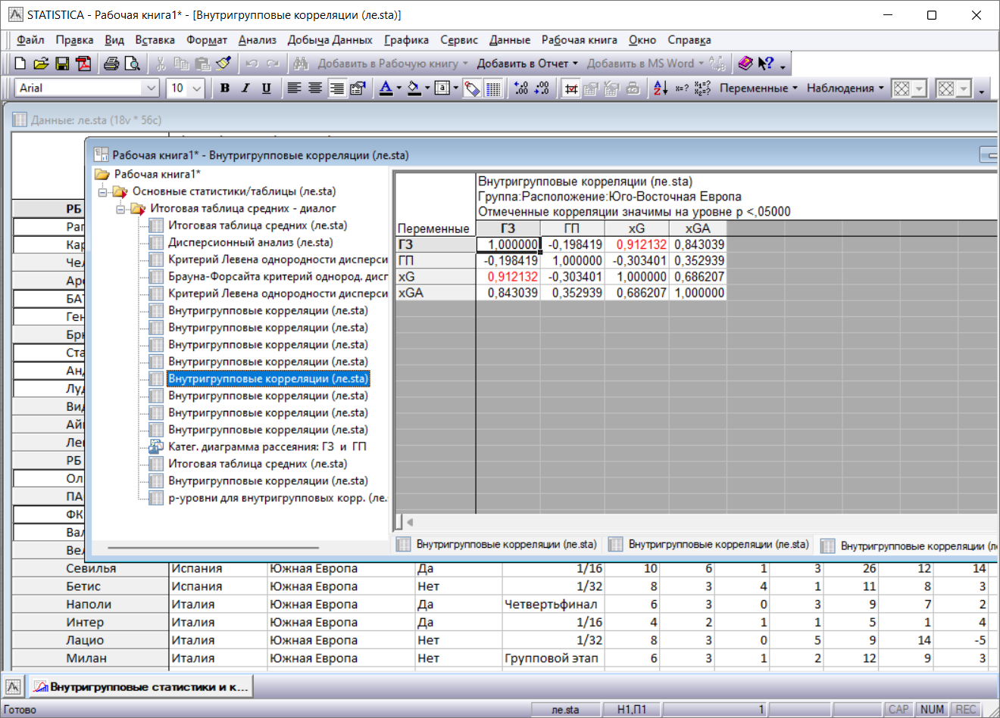 STATISTICA - Рабочая книга1* - [Внутригрупповые корреляции (ле.sta)]
Файл Правка Вид Вставка Формат Анализ Добыча Данных Графика Сервис Данные Рабочая книга Окно Справка
Добавить в Рабочую книгу Добавить в Отчет Добавить в MS Word
Arial 10 B I U Переменные Наблюдения
Данные: ле.sta (18v * 56c)
Рабочая книга1* - Внутригрупповые корреляции (ле.sta)
Рабочая книга1*
Основные статистики/таблицы (ле.sta)
Итоговая таблица средних - диалог
Итоговая таблица средних (ле.sta)
Дисперсионный анализ (ле.sta)
Критерий Левена однородности дисперси
Брауна-Форсайта критерий однород. дисп
Критерий Левена однородности дисперси
Внутригрупповые корреляции (ле.sta)
Внутригрупповые корреляции (ле.sta)
Внутригрупповые корреляции (ле.sta)
Внутригрупповые корреляции (ле.sta)
Внутригрупповые корреляции (ле.sta)
Внутригрупповые корреляции (ле.sta)
Внутригрупповые корреляции (ле.sta)
Внутригрупповые корреляции (ле.sta)
Катег. диаграмма рассеяния: ГЗ и ГП
Итоговая таблица средних (ле.sta)
Внутригрупповые корреляции (ле.sta)
р-уровни для внутригрупповых корр. (ле.
Внутригрупповые корреляции (ле.sta)
Группа:Расположение:Юго-Восточная Европа
Отмеченные корреляции значимы на уровне p <,05000
Переменные ГЗ ГП xG xGA
ГЗ 1,000000 -0,198419 0,912132 0,843039
ГП -0,198419 1,000000 -0,303401 0,352939
xG 0,912132 -0,303401 1,000000 0,686207
xGA 0,843039 0,352939 0,686207 1,000000
Внутригрупповые корреляции (ле.sta) Внутригрупповые корреляции (ле.sta) Внутригрупповые корреляции (ле
РБ
Чел
БАТ
Ген
Ста
Анд
Луд
Вид
Лег
РБ
Ол
ПА
ФК
Вал
Севилья Испания Южная Европа Да 1/16 10 6 1 3 26 12 14
Бетис Испания Южная Европа Нет 1/32 8 3 4 1 11 8 3
Наполи Италия Южная Европа Да Четвертьфинал 6 3 0 3 9 7 2
Интер Италия Южная Европа Да 1/16 4 2 1 1 5 1 4
Лацио Италия Южная Европа Нет 1/32 8 3 0 5 9 14 -5
Милан Италия Южная Европа Нет Групповой этап 6 3 1 2 12 9 3
Внутригрупповые статистики и к...
Готово ле.sta Н1,П1 1 CAP NUM REC